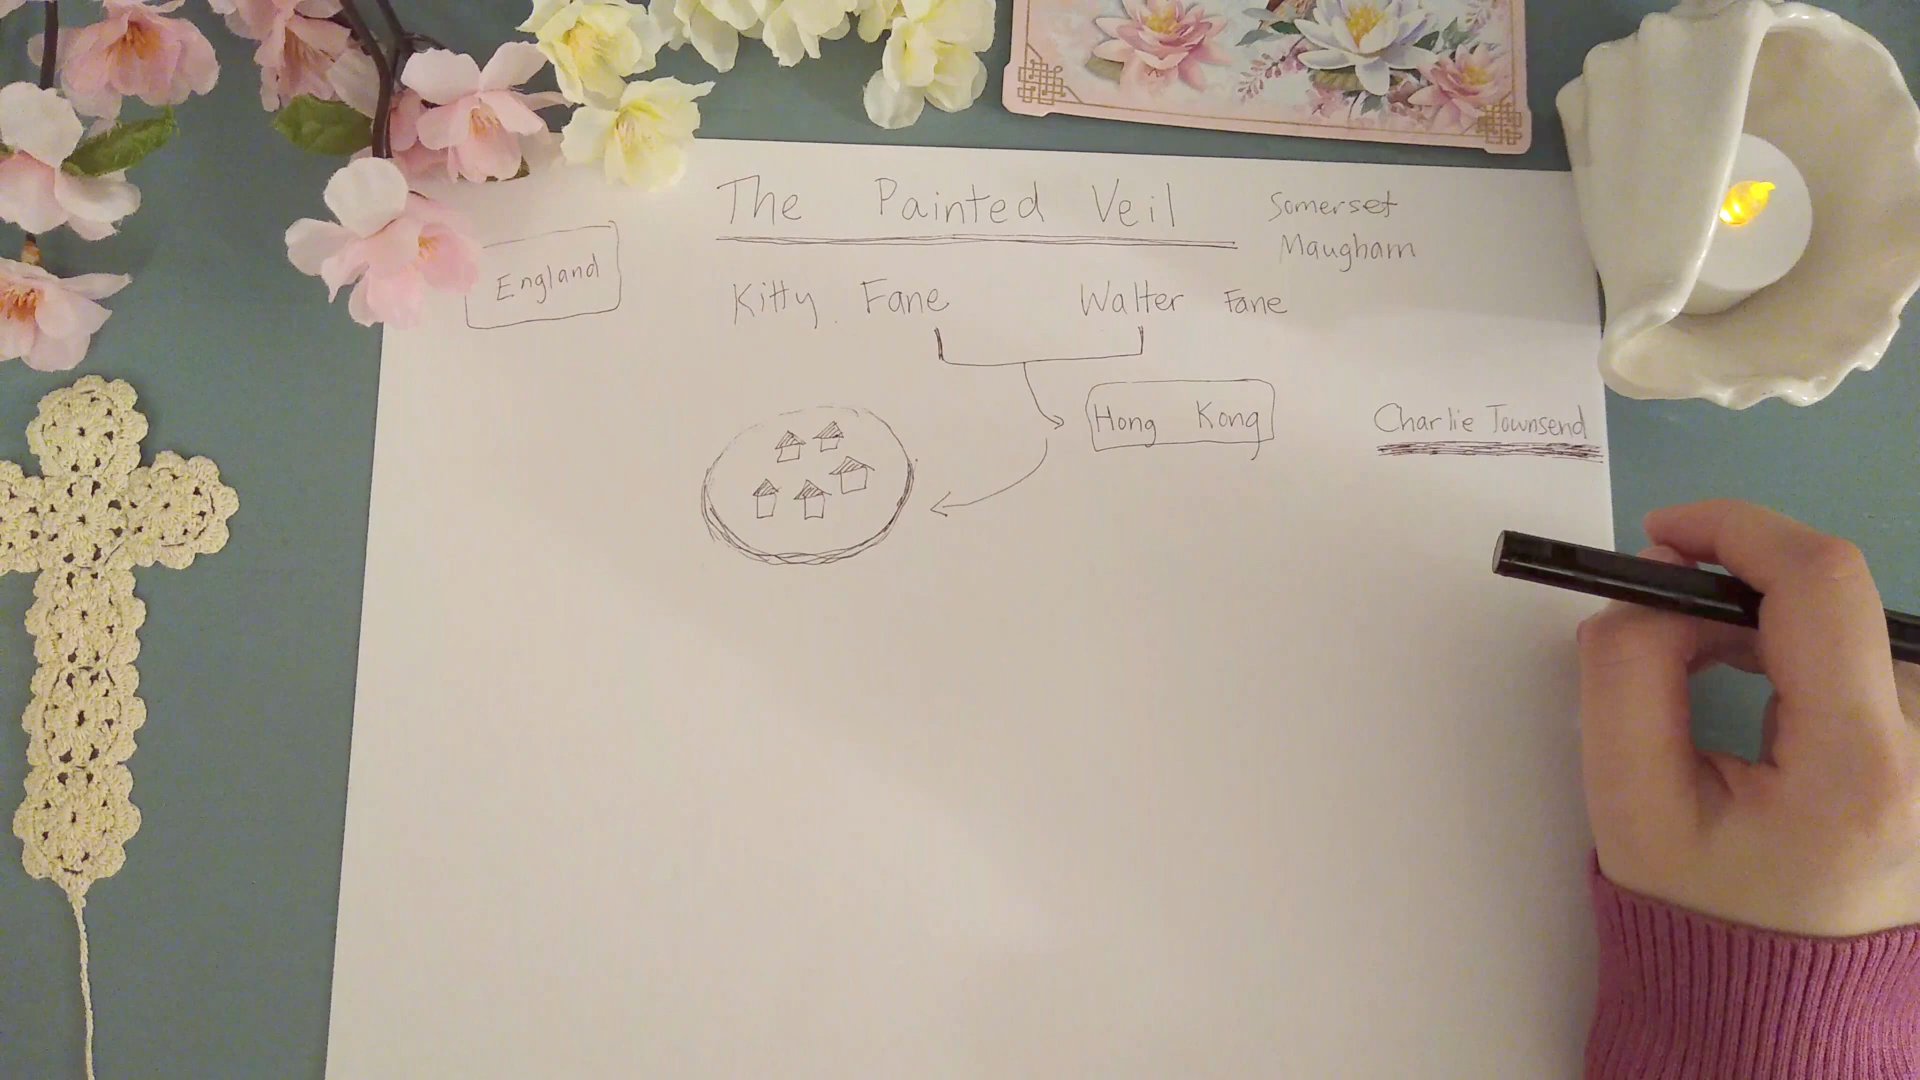 The Painted Veil
Somerset
Maugham
England
Kitty Fane
Walter Fane
Hong Kong
Charlie Townsend